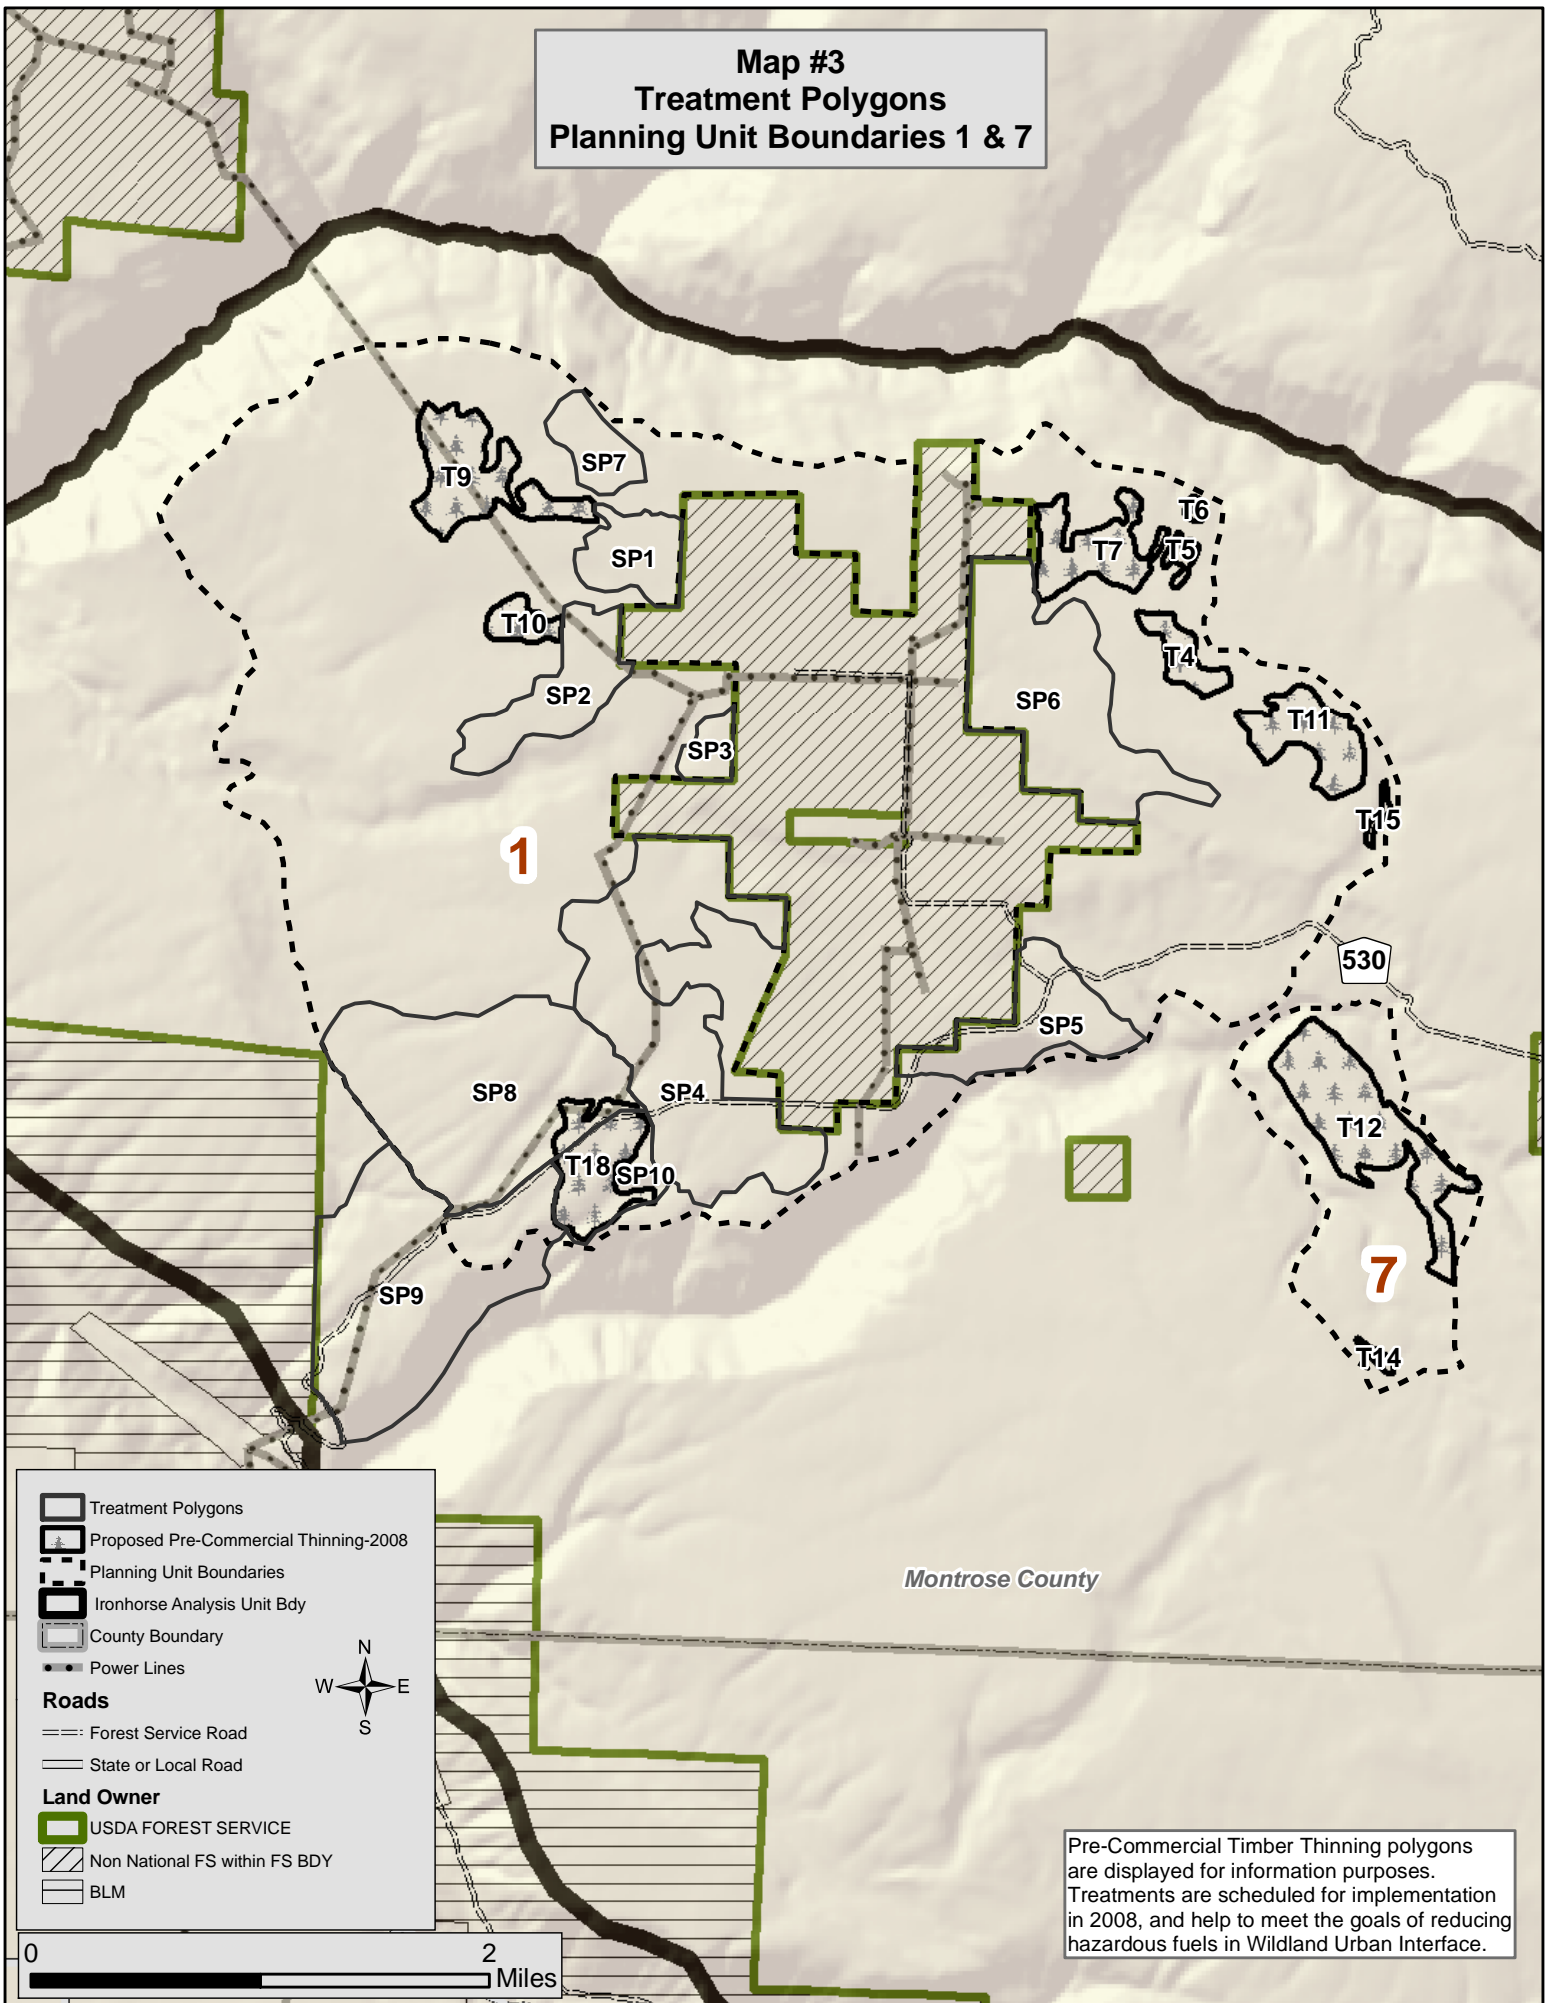 Map #3
Treatment Polygons
Planning Unit Boundaries 1 & 7
SP7
T9
T6
T5
T7
SP1
T10
T4
SP2
SP6
T11
SP3
T15
1
530
SP5
SP8
SP4
T12
T18
SP10
7
SP9
T14
Treatment Polygons
Proposed Pre-Commercial Thinning-2008
Planning Unit Boundaries
Ironhorse Analysis Unit Bdy
County Boundary
Power Lines
N
W E
S
Roads
Forest Service Road
State or Local Road
Land Owner
USDA FOREST SERVICE
Non National FS within FS BDY
BLM
Montrose County
Pre-Commercial Timber Thinning polygons
are displayed for information purposes.
Treatments are scheduled for implementation
in 2008, and help to meet the goals of reducing
hazardous fuels in Wildland Urban Interface.
0 2
Miles